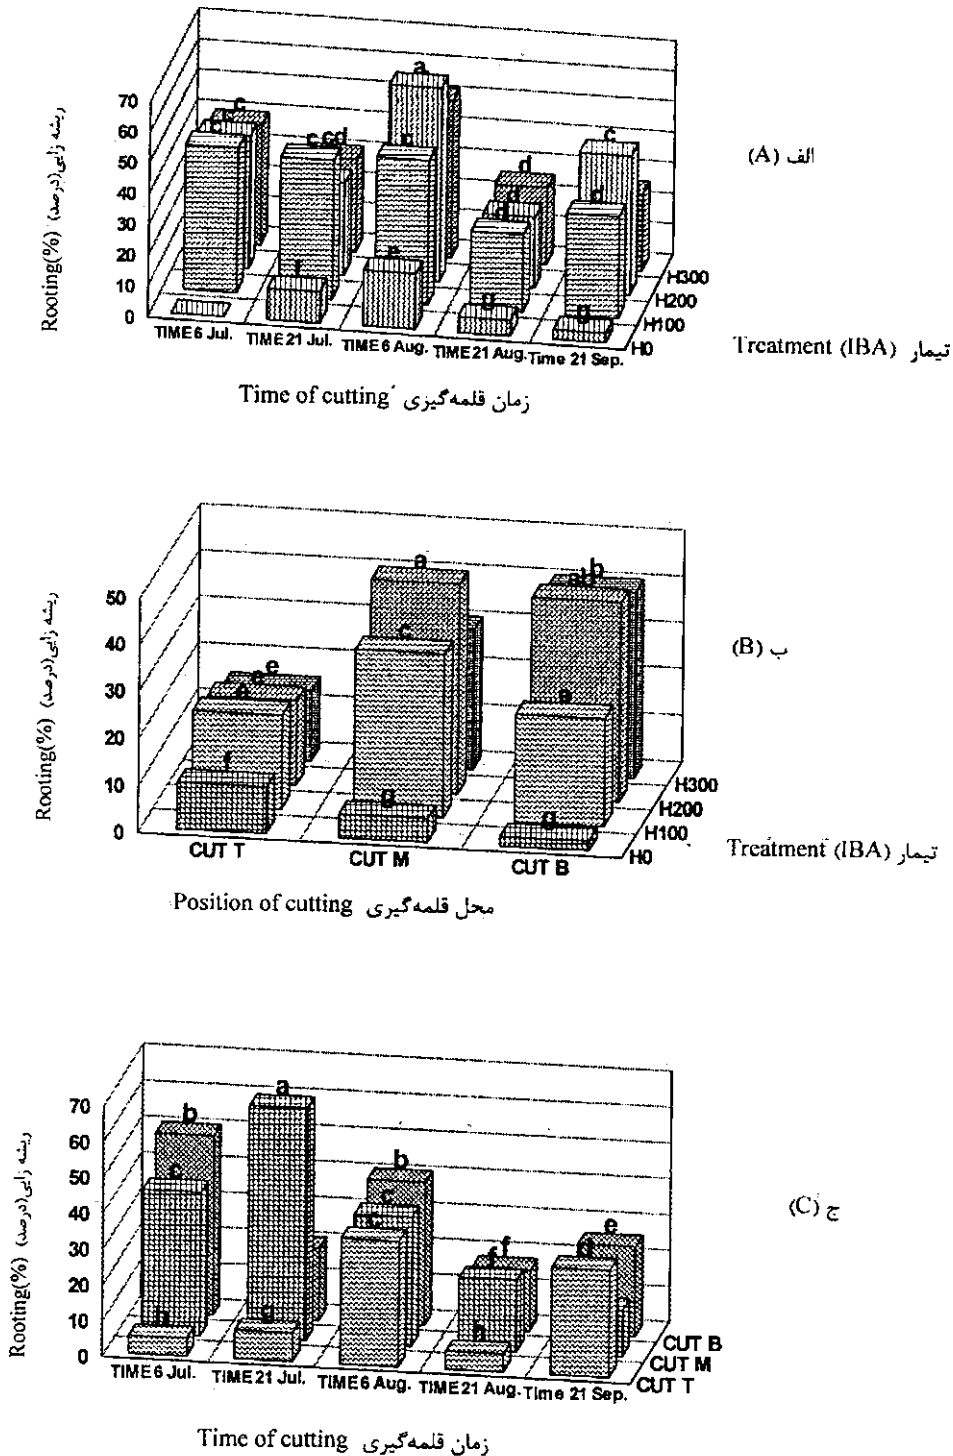 الف (A)
ریشه زایی(درصد) Rooting(%)
70
60
50
40
30
20
10
0
c
c
c
c
cd
a
c
d
d
d
c
d
f
e
g
g
TIME 6 Jul. TIME 21 Jul. TIME 6 Aug. TIME 21 Aug. Time 21 Sep.
H300
H200
H100
H0
Treatment (IBA) تیمار
Time of cutting زمان قلمه‌گیری
ب (B)
ریشه زایی(درصد) Rooting(%)
50
40
30
20
10
0
e
e
e
f
a
c
g
b
ab
e
g
CUT T CUT M CUT B
H300
H200
H100
H0
Treatment (IBA) تیمار
Position of cutting محل قلمه‌گیری
ج (C)
ریشه زایی(درصد) Rooting(%)
70
60
50
40
30
20
10
0
b
c
h
a
g
b
c
c
f
f
h
e
d
TIME 6 Jul. TIME 21 Jul. TIME 6 Aug. TIME 21 Aug. Time 21 Sep.
CUT B
CUT M
CUT T
Time of cutting زمان قلمه‌گیری